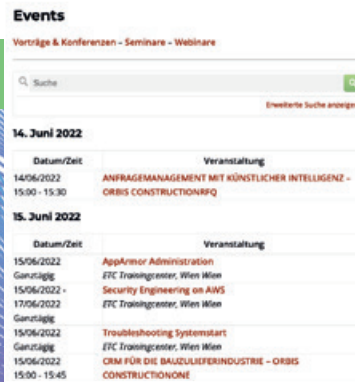 Events
Vorträge & Konferenzen – Seminare – Webinare
Suche
Erweiterte Suche anzeigen
14. Juni 2022
Datum/Zeit Veranstaltung
14/06/2022 ANFRAGEMANAGEMENT MIT KÜNSTLICHER INTELLIGENZ –
15:00 - 15:30 ORBIS CONSTRUCTIONRFQ
15. Juni 2022
Datum/Zeit Veranstaltung
15/06/2022 AppArmor Administration
Ganztägig ETC Trainingcenter, Wien Wien
15/06/2022 - Security Engineering on AWS
17/06/2022 ETC Trainingcenter, Wien Wien
Ganztägig
15/06/2022 Troubleshooting Systemstart
Ganztägig ETC Trainingcenter, Wien Wien
15/06/2022 CRM FÜR DIE BAUZULIEFERINDUSTRIE – ORBIS
15:00 - 15:45 CONSTRUCTIONONE